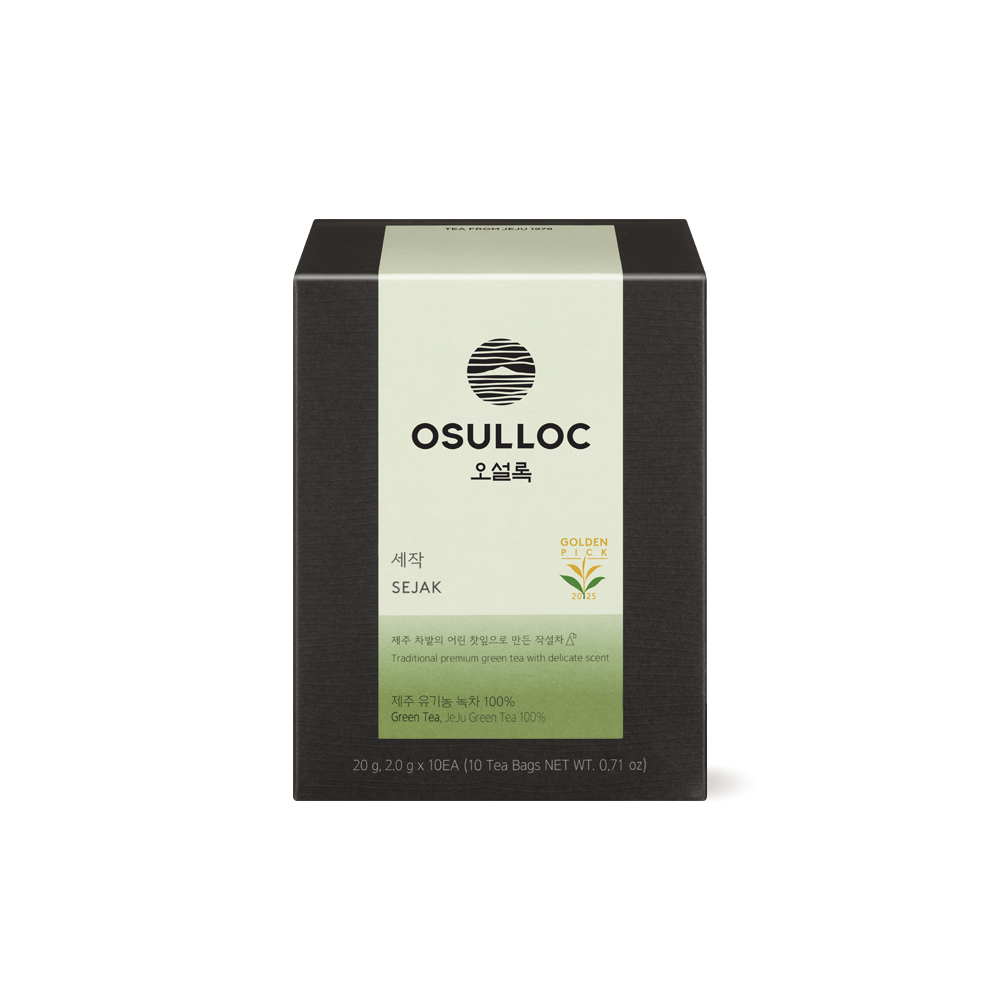 TEA FROM JEJU 1979
OSULLOC
오설록
세작
SEJAK
GOLDEN
PICK
2025
제주 차밭의 어린 찻잎으로 만든 작설차
Traditional premium green tea with delicate scent
제주 유기농 녹차 100%
Green Tea, JeJu Green Tea 100%
20 g, 2.0 g x 10EA (10 Tea Bags NET WT. 0.71 oz)